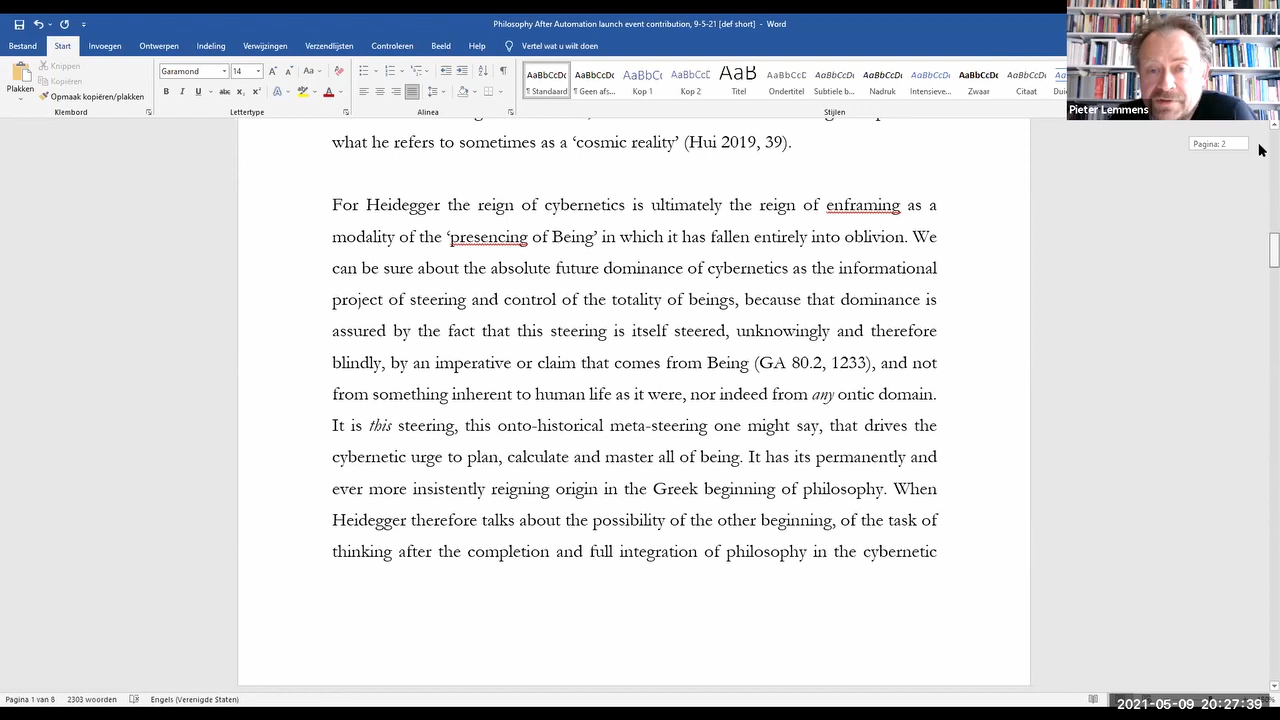 Philosophy After Automation launch event contribution, 9-5-21 [def short] - Word
Bestand Start Invoegen Ontwerpen Indeling Verwijzingen Verzendlijsten Controleren Beeld Help Vertel wat u wilt doen
Plakken
Knippen
Kopiëren
Opmaak kopiëren/plakken
Klembord
Garamond 14
Lettertype
Alinea
AaBbCcDc AaBbCcDc AaBbCc AaBbCcC AaB AaBbCcC AaBbCcDc AaBbCcDc AaBbCcDc AaBbCcDc AaBbCcDc
¶ Standaard ¶ Geen afs... Kop 1 Kop 2 Titel Ondertitel Subtiele b... Nadruk Intensieve... Zwaar Citaat
Stijlen
Pieter Lemmens
Pagina: 2
what he refers to sometimes as a ‘cosmic reality’ (Hui 2019, 39).
For Heidegger the reign of cybernetics is ultimately the reign of enframing as a
modality of the ‘presencing of Being’ in which it has fallen entirely into oblivion. We
can be sure about the absolute future dominance of cybernetics as the informational
project of steering and control of the totality of beings, because that dominance is
assured by the fact that this steering is itself steered, unknowingly and therefore
blindly, by an imperative or claim that comes from Being (GA 80.2, 1233), and not
from something inherent to human life as it were, nor indeed from any ontic domain.
It is this steering, this onto-historical meta-steering one might say, that drives the
cybernetic urge to plan, calculate and master all of being. It has its permanently and
ever more insistently reigning origin in the Greek beginning of philosophy. When
Heidegger therefore talks about the possibility of the other beginning, of the task of
thinking after the completion and full integration of philosophy in the cybernetic
Pagina 1 van 8 2303 woorden Engels (Verenigde Staten)
2021-05-09 20:27:39